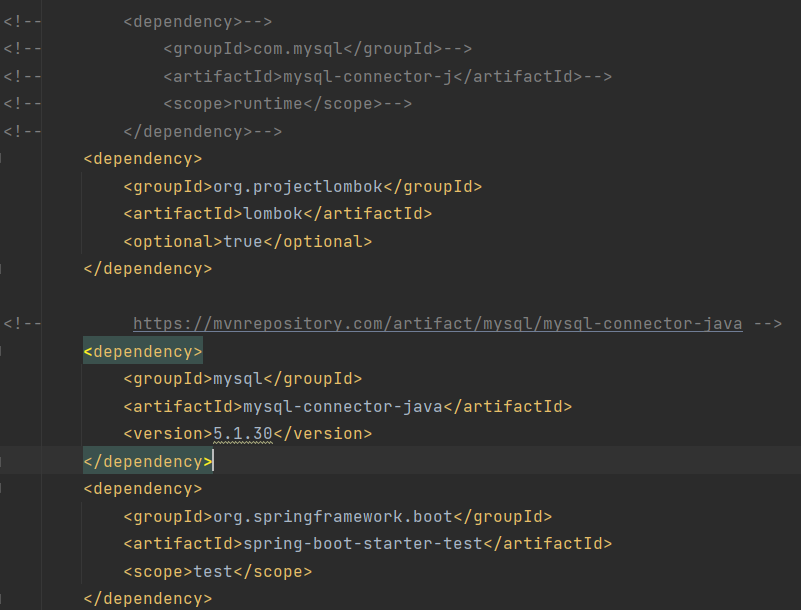 <!--        <dependency>-->
<!--            <groupId>com.mysql</groupId>-->
<!--            <artifactId>mysql-connector-j</artifactId>-->
<!--            <scope>runtime</scope>-->
<!--        </dependency>-->
        <dependency>
            <groupId>org.projectlombok</groupId>
            <artifactId>lombok</artifactId>
            <optional>true</optional>
        </dependency>
<!--         https://mvnrepository.com/artifact/mysql/mysql-connector-java -->
        <dependency>
            <groupId>mysql</groupId>
            <artifactId>mysql-connector-java</artifactId>
            <version>5.1.30</version>
        </dependency>
        <dependency>
            <groupId>org.springframework.boot</groupId>
            <artifactId>spring-boot-starter-test</artifactId>
            <scope>test</scope>
        </dependency>